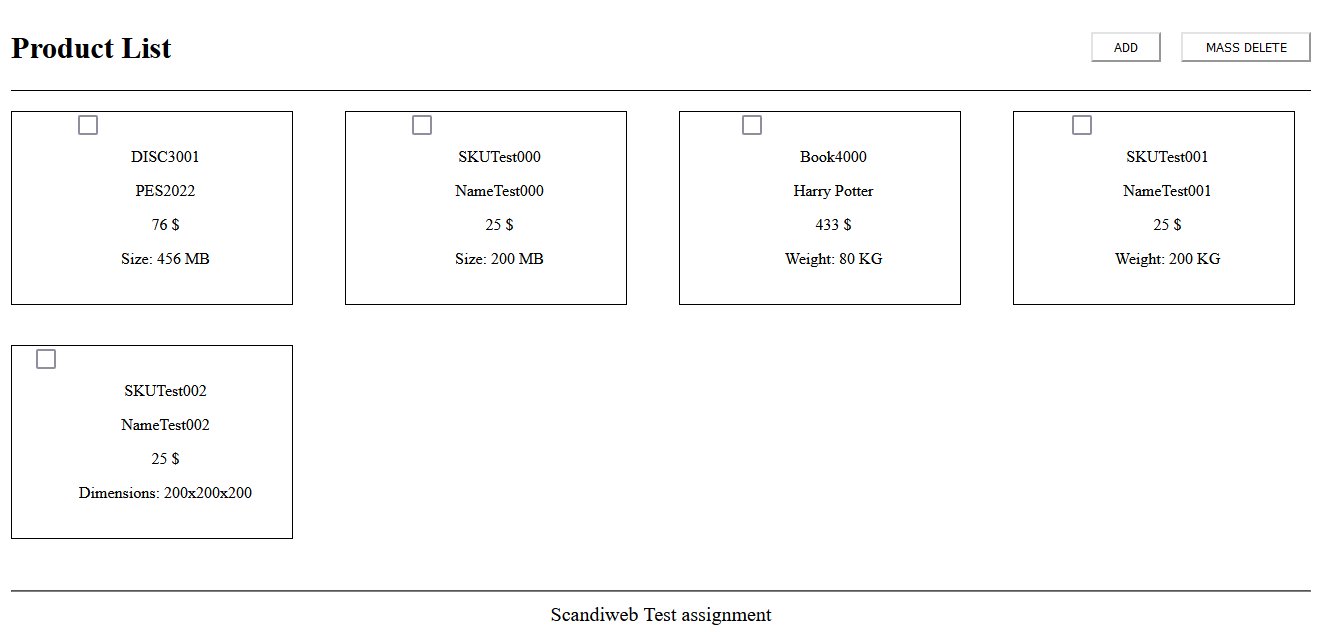 Product List
ADD
MASS DELETE
DISC3001
PES2022
76 $
Size: 456 MB
SKUTest000
NameTest000
25 $
Size: 200 MB
Book4000
Harry Potter
433 $
Weight: 80 KG
SKUTest001
NameTest001
25 $
Weight: 200 KG
SKUTest002
NameTest002
25 $
Dimensions: 200x200x200
Scandiweb Test assignment